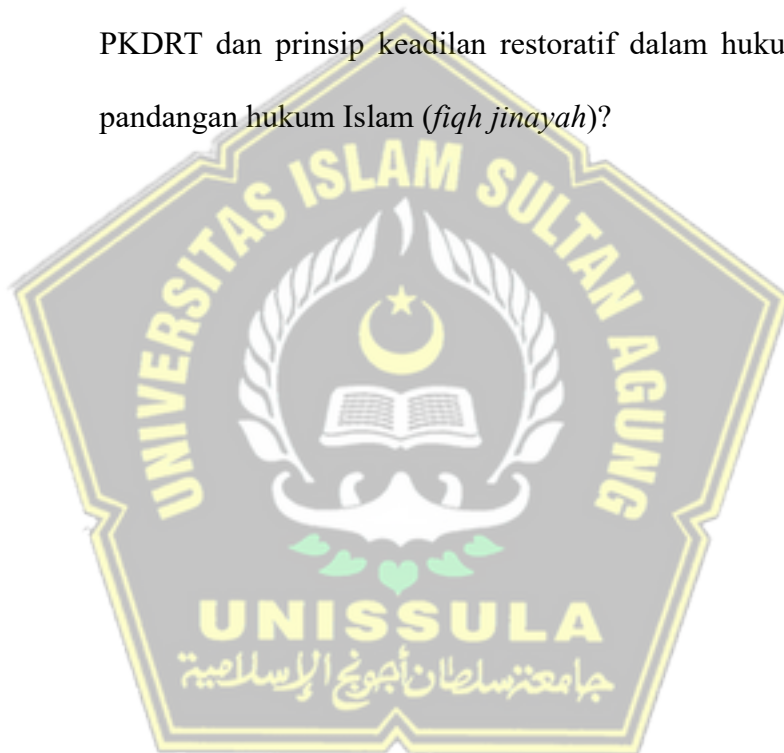 PKDRT dan prinsip keadilan restoratif dalam huku
pandangan hukum Islam (fiqh jinayah)?
UNIVERSITAS ISLAM SULTAN AGUNG
UNISSULA
جامعة سلطان أجونج الإسلامية